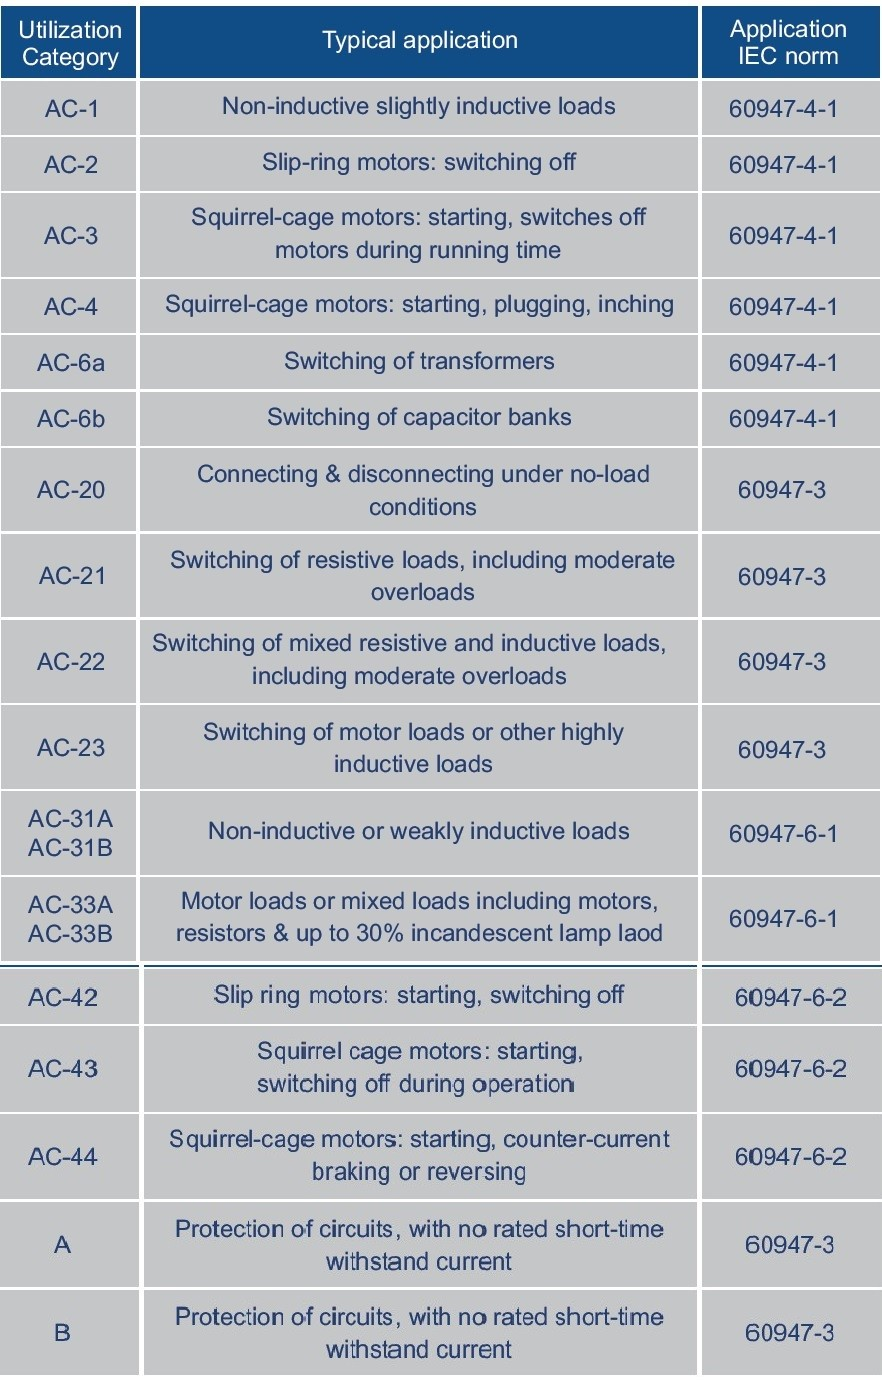 Utilization
Category
Typical application
Application
IEC norm
AC-1
Non-inductive slightly inductive loads
60947-4-1
AC-2
Slip-ring motors: switching off
60947-4-1
AC-3
Squirrel-cage motors: starting, switches off
motors during running time
60947-4-1
AC-4
Squirrel-cage motors: starting, plugging, inching
60947-4-1
AC-6a
Switching of transformers
60947-4-1
AC-6b
Switching of capacitor banks
60947-4-1
AC-20
Connecting & disconnecting under no-load
conditions
60947-3
AC-21
Switching of resistive loads, including moderate
overloads
60947-3
AC-22
Switching of mixed resistive and inductive loads,
including moderate overloads
60947-3
AC-23
Switching of motor loads or other highly
inductive loads
60947-3
AC-31A
AC-31B
Non-inductive or weakly inductive loads
60947-6-1
AC-33A
AC-33B
Motor loads or mixed loads including motors,
resistors & up to 30% incandescent lamp laod
60947-6-1
AC-42
Slip ring motors: starting, switching off
60947-6-2
AC-43
Squirrel cage motors: starting,
switching off during operation
60947-6-2
AC-44
Squirrel-cage motors: starting, counter-current
braking or reversing
60947-6-2
A
Protection of circuits, with no rated short-time
withstand current
60947-3
B
Protection of circuits, with no rated short-time
withstand current
60947-3